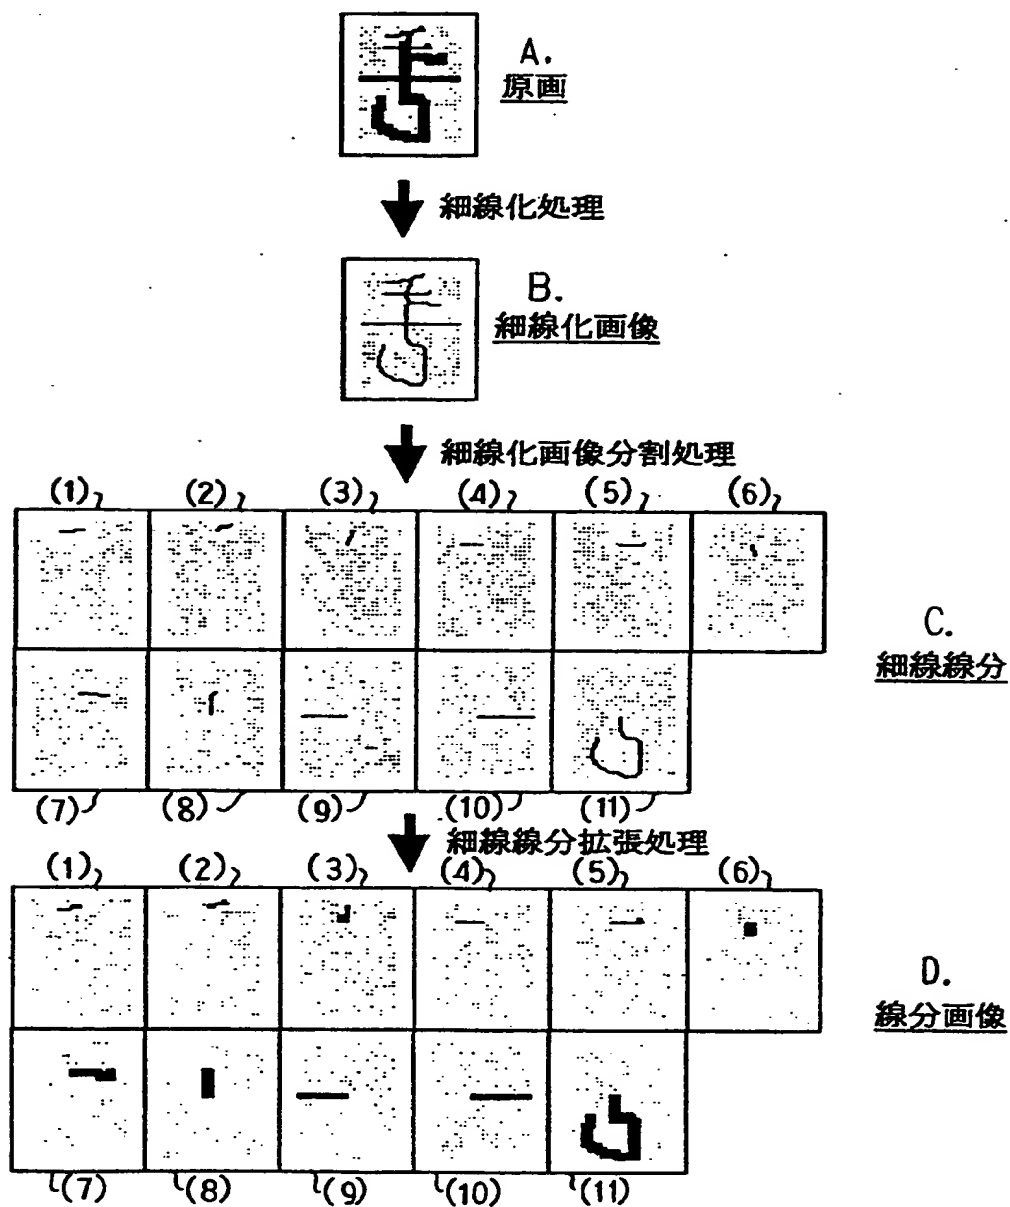 A.
原画
細線化処理
B.
細線化画像
細線化画像分割処理
(1) (2) (3) (4) (5) (6)
C.
細線線分
(7) (8) (9) (10) (11)
細線線分拡張処理
(1) (2) (3) (4) (5) (6)
D.
線分画像
(7) (8) (9) (10) (11)